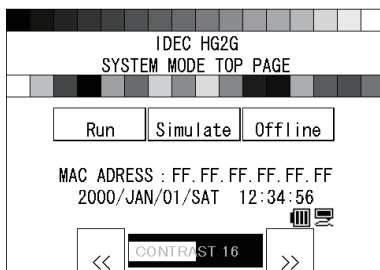 IDEC HG2G
SYSTEM MODE TOP PAGE
Run Simulate Offline
MAC ADRESS : FF. FF. FF. FF. FF. FF
2000/JAN/01/SAT 12:34:56
<< CONTRAST 16 >>